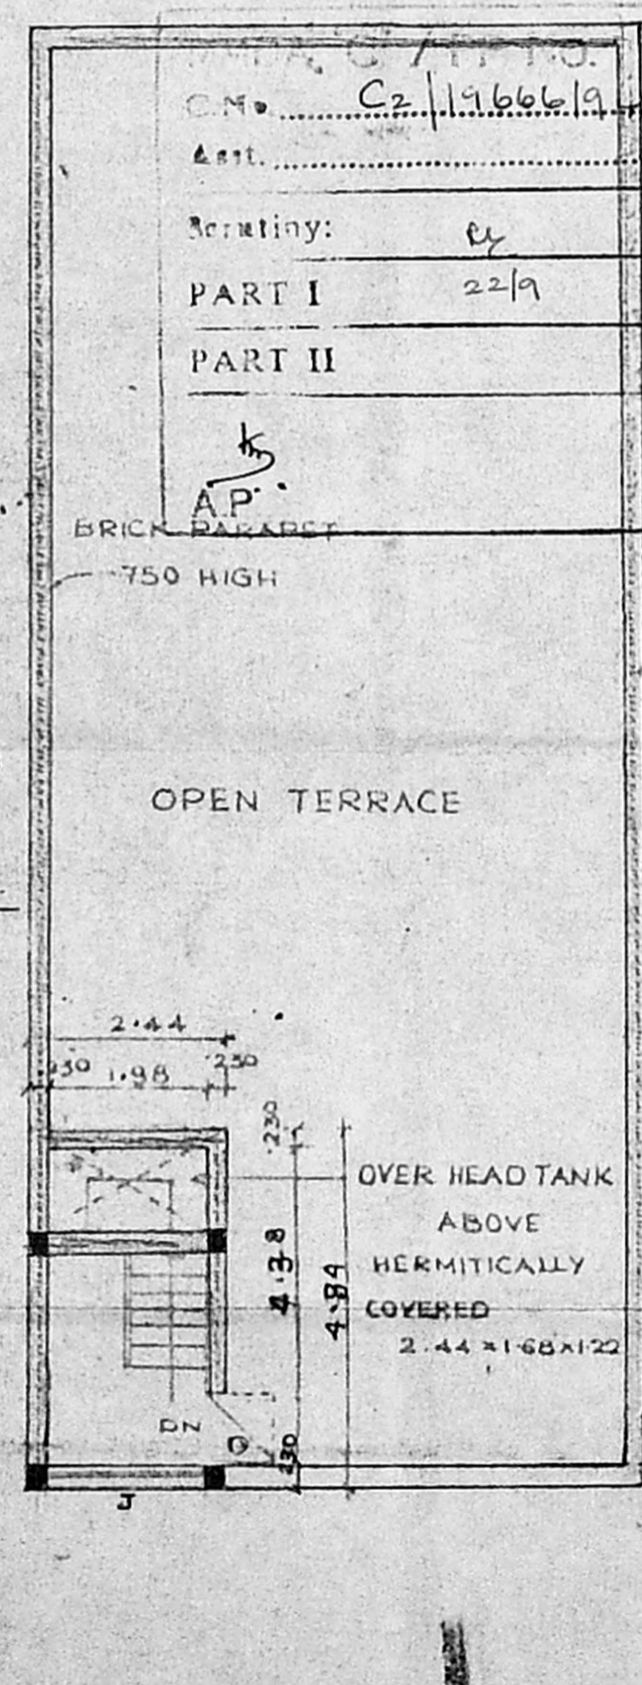 C.No. C2/19666/9
Asst.
Scrutiny:
PART I 22/9
PART II
A.P.
BRICK PARAPET
750 HIGH
OPEN TERRACE
2.44
230 1.98 230
230
OVER HEAD TANK
ABOVE
HERMITICALLY
COVERED
2.44 x 1.68 x 1.22
4.38
4.84
DN
D
230
J